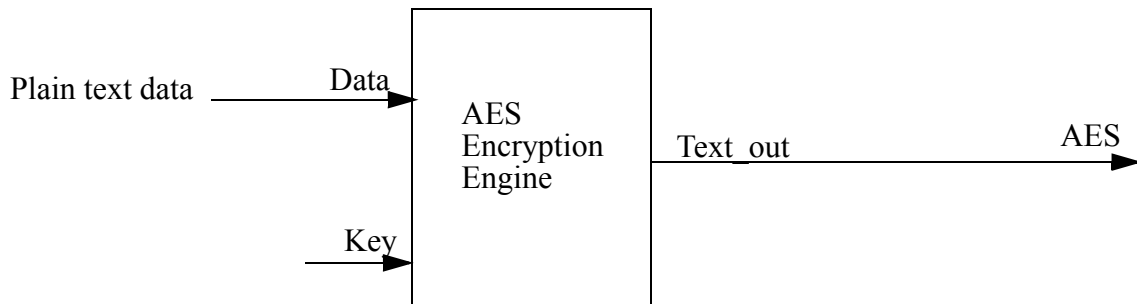 Plain text data
Data
AES
Encryption
Engine
Text_out
AES
Key